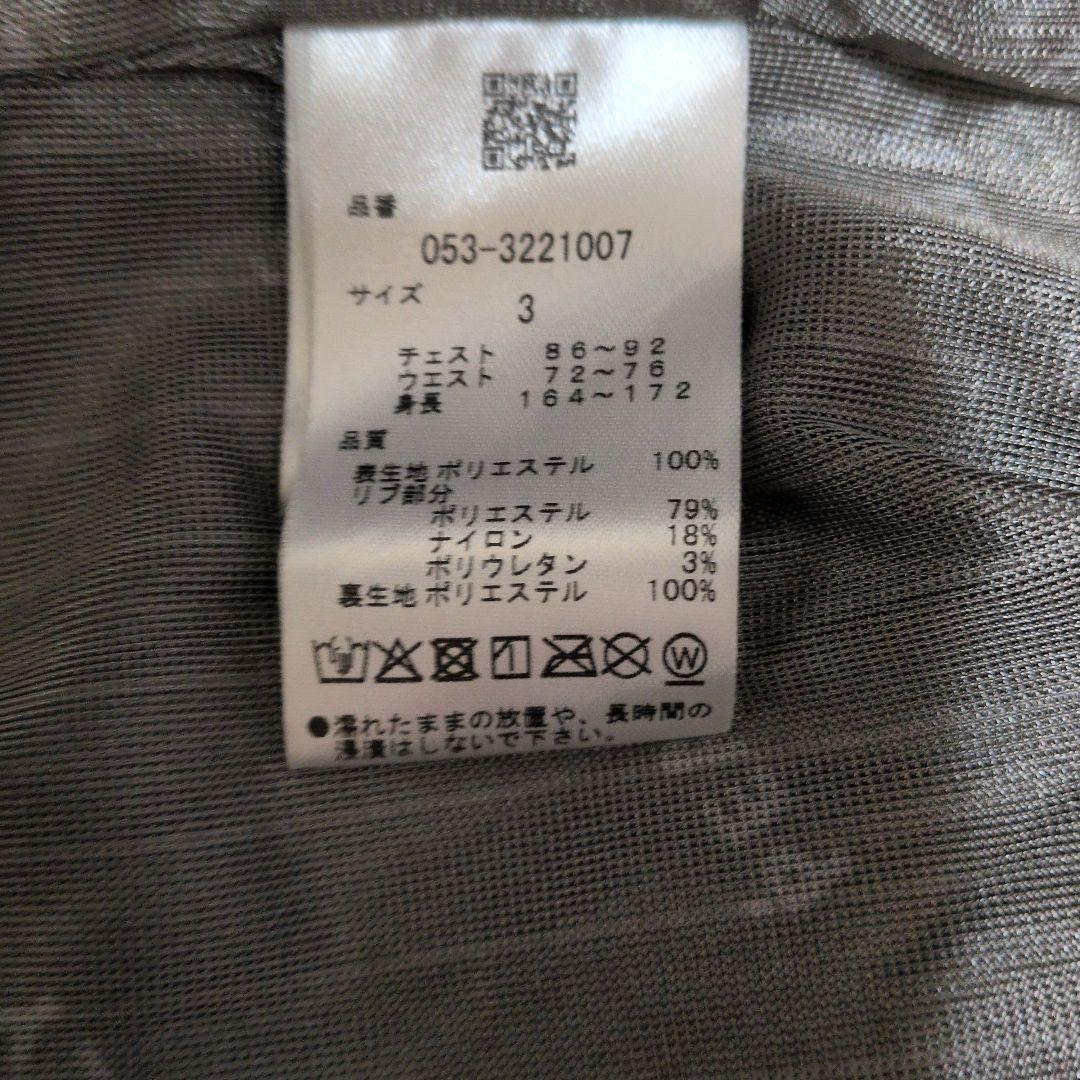 品番
053-3221007
サイズ 3
チェスト 86～92
ウエスト 72～76
身長 164～172
品質
表生地 ポリエステル 100%
リブ部分
ポリエステル 79%
ナイロン 18%
ポリウレタン 3%
裏生地 ポリエステル 100%
W
●濡れたままの放置や、長時間の
浸漬はしないで下さい。